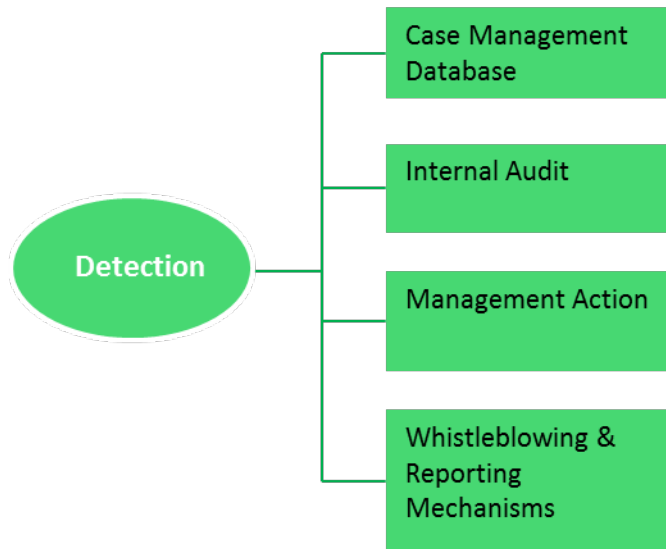 Case Management
Database
Internal Audit
Detection
Management Action
Whistleblowing &
Reporting
Mechanisms